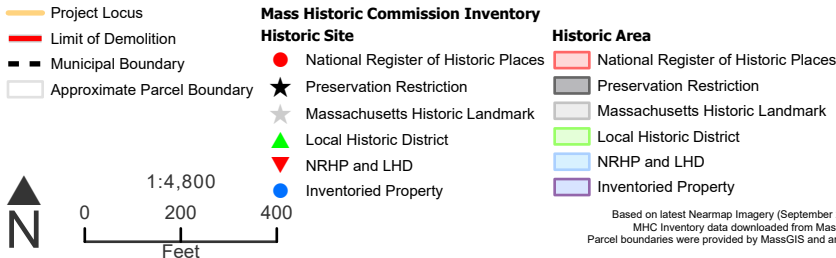 Project Locus
Limit of Demolition
Municipal Boundary
Approximate Parcel Boundary
Mass Historic Commission Inventory
Historic Site
National Register of Historic Places
Preservation Restriction
Massachusetts Historic Landmark
Local Historic District
NRHP and LHD
Inventoried Property
Historic Area
National Register of Historic Places
Preservation Restriction
Massachusetts Historic Landmark
Local Historic District
NRHP and LHD
Inventoried Property
N
1:4,800
0 200 400
Feet
Based on latest Nearmap Imagery (September
MHC Inventory data downloaded from Mas
Parcel boundaries were provided by MassGIS and ar